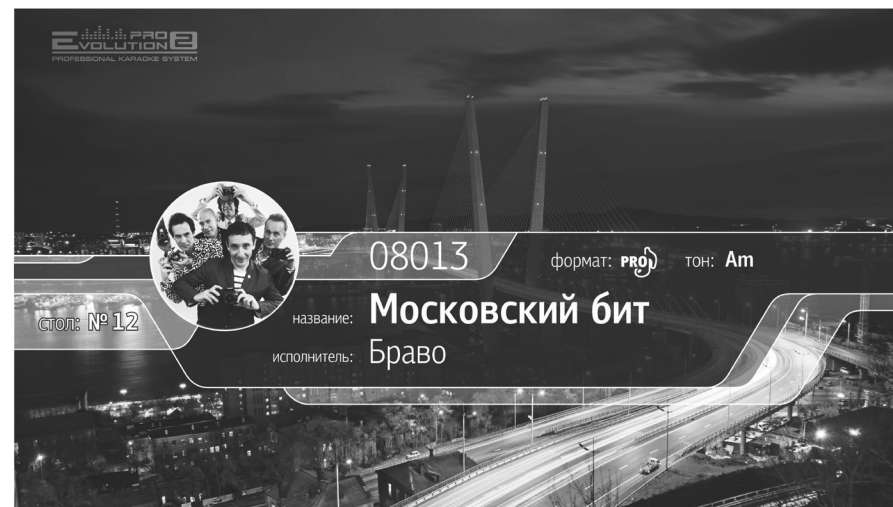 EVOLUTION PRO 2
PROFESSIONAL KARAOKE SYSTEM
08013
формат: PRO
тон: Am
стол: № 12
название: Московский бит
исполнитель: Браво